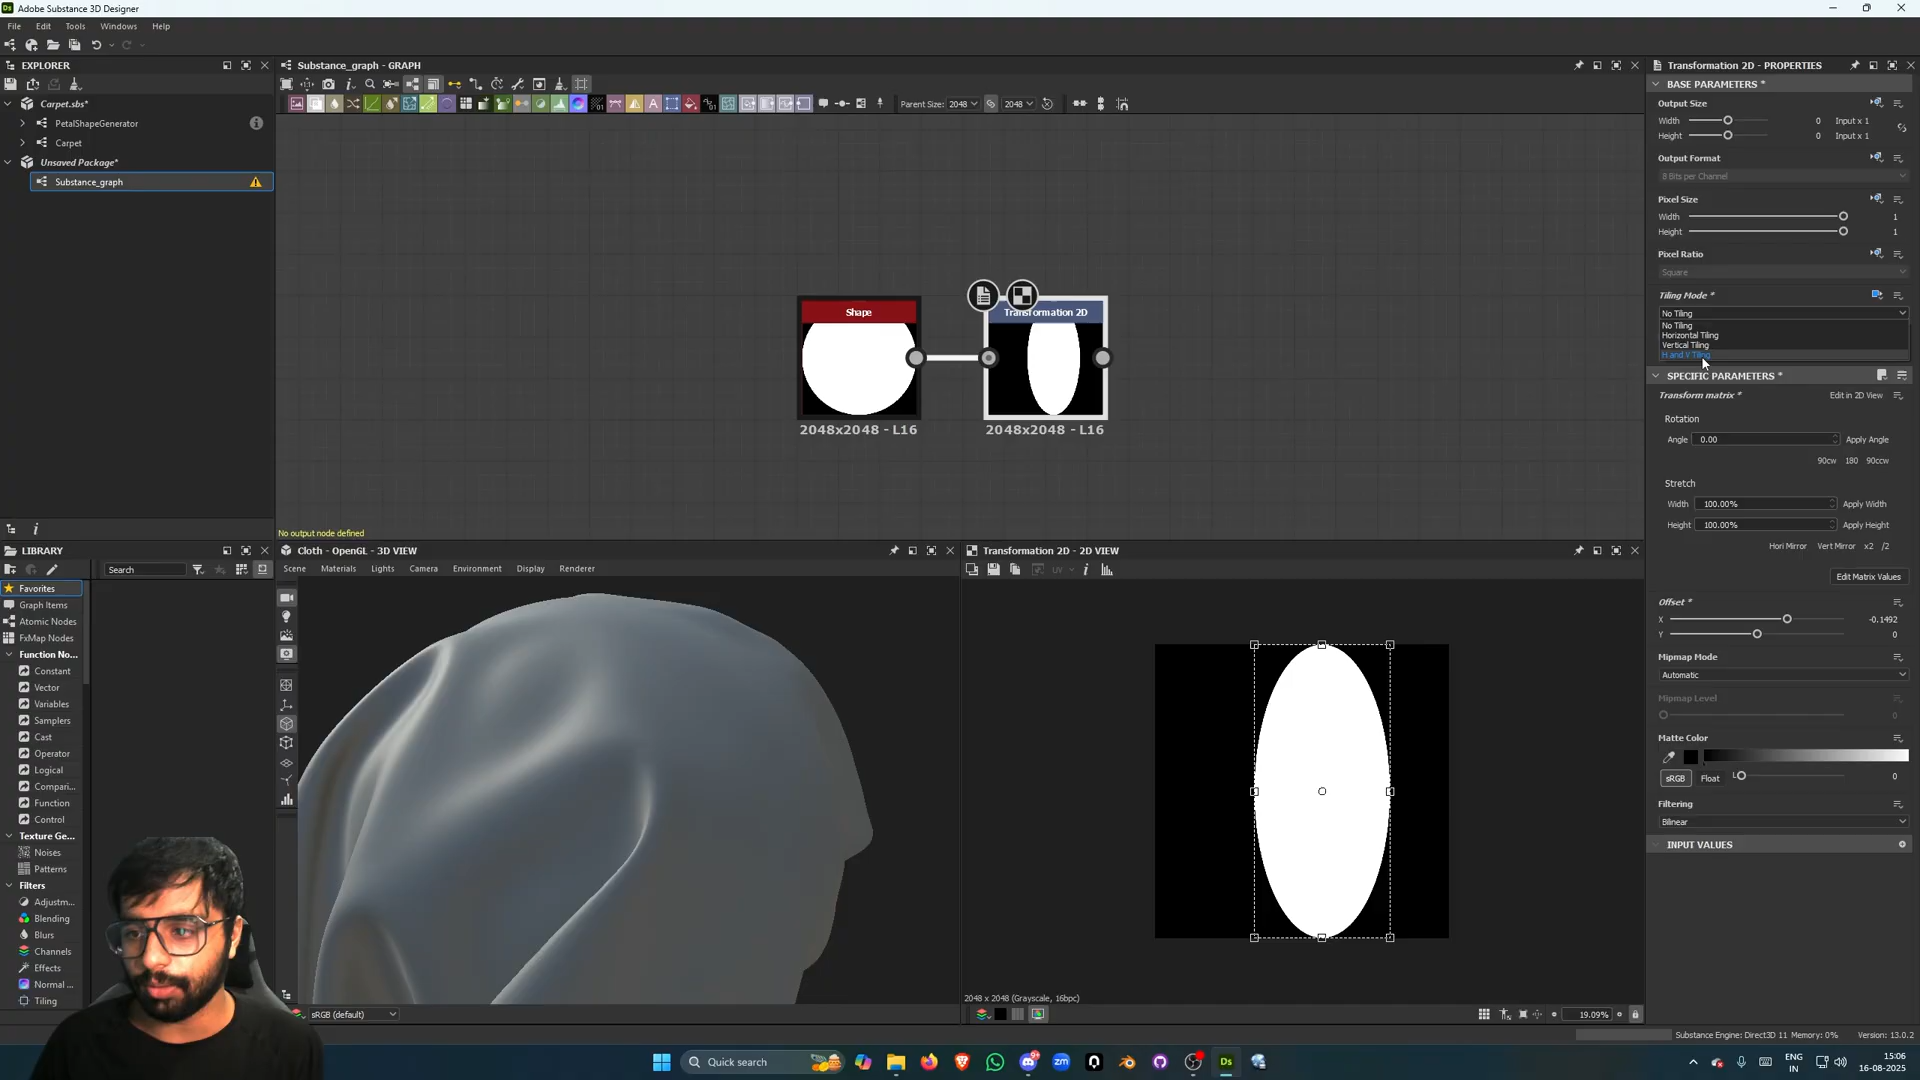 Ds Adobe Substance 3D Designer
File Edit Tools Windows Help
EXPLORER
Carpet.sbs*
PetalShapeGenerator
Carpet
Unsaved Package*
Substance_graph
Substance_graph - GRAPH
Parent Size: 2048 2048
Shape
2048x2048 - L16
Transformation 2D
2048x2048 - L16
No output node defined
LIBRARY
Search
Favorites
Graph Items
Atomic Nodes
FxMap Nodes
Function No...
Constant
Vector
Variables
Samplers
Cast
Operator
Logical
Compari...
Function
Control
Texture Ge...
Noises
Patterns
Filters
Adjustm...
Blending
Blurs
Channels
Effects
Normal ...
Tiling
Cloth - OpenGL - 3D VIEW
Scene Materials Lights Camera Environment Display Renderer
sRGB (default)
Transformation 2D - 2D VIEW
UV
2048 x 2048 (Grayscale, 16bpc)
19.09%
Transformation 2D - PROPERTIES
BASE PARAMETERS *
Output Size
Width 0 Input x 1
Height 0 Input x 1
Output Format
8 Bits per Channel
Pixel Size
Width 1
Height 1
Pixel Ratio
Square
Tiling Mode *
No Tiling
No Tiling
Horizontal Tiling
Vertical Tiling
H and V Tiling
SPECIFIC PARAMETERS *
Transform matrix * Edit in 2D View
Rotation
Angle 0.00 Apply Angle
90cw 180 90ccw
Stretch
Width 100.00% Apply Width
Height 100.00% Apply Height
Hori Mirror Vert Mirror x2 /2
Edit Matrix Values
Offset *
X -0.1492
Y 0
Mipmap Mode
Automatic
Mipmap Level
0
Matte Color
sRGB Float L 0
Filtering
Bilinear
INPUT VALUES
Substance Engine: Direct3D 11 Memory: 0% Version: 13.0.2
Quick search
zm
Ds
ENG
IN
15:06
16-08-2025